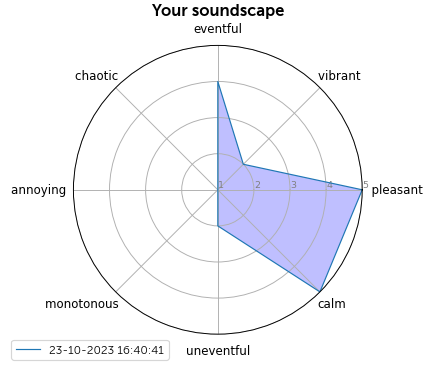 Your soundscape
eventful
chaotic
vibrant
annoying
1 2 3 4 5
pleasant
monotonous
calm
uneventful
23-10-2023 16:40:41